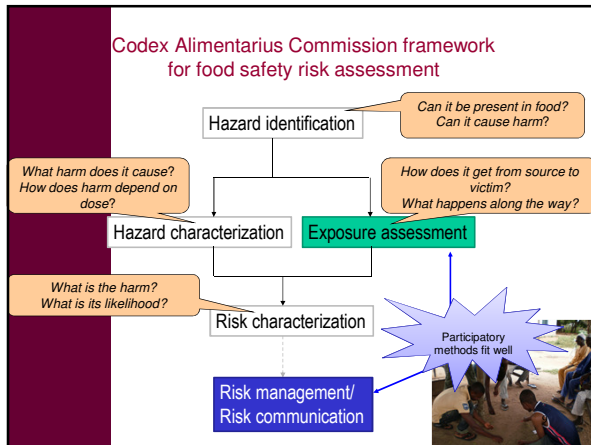 Codex Alimentarius Commission framework
for food safety risk assessment
Can it be present in food?
Can it cause harm?
Hazard identification
What harm does it cause?
How does harm depend on
dose?
How does it get from source to
victim?
What happens along the way?
Hazard characterization
Exposure assessment
What is the harm?
What is its likelihood?
Risk characterization
Participatory
methods fit well
Risk management/
Risk communication